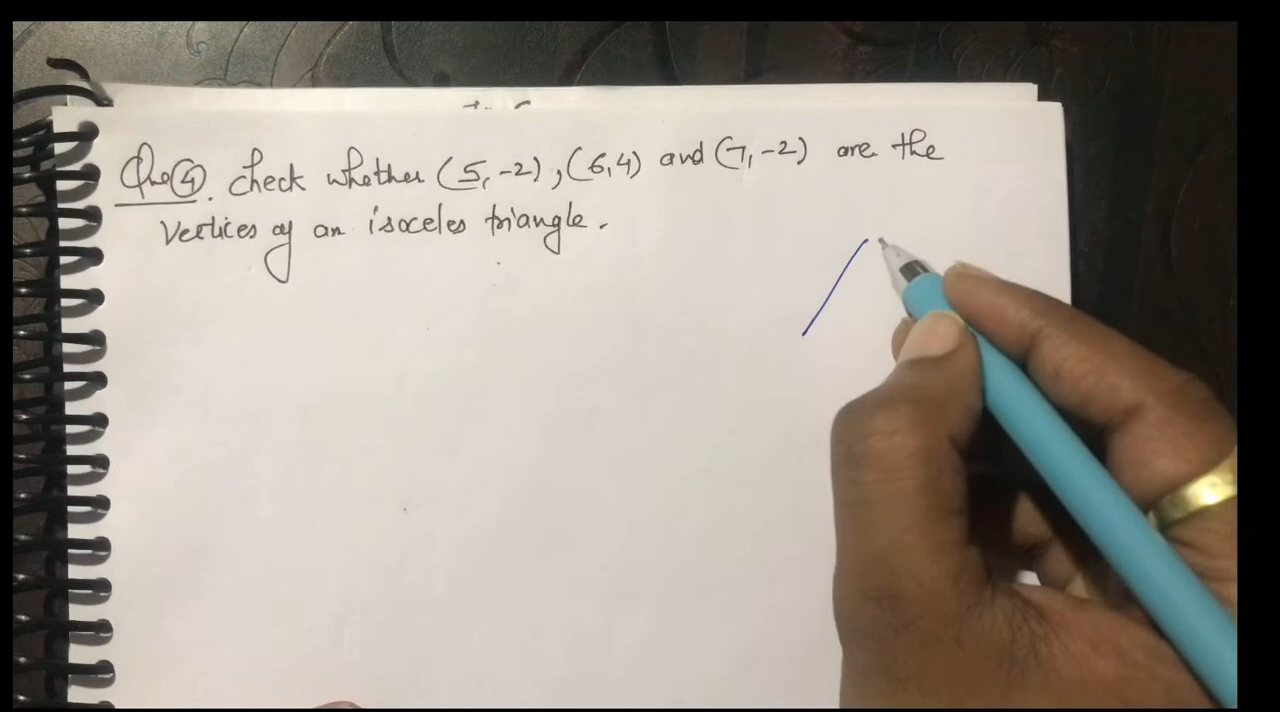 Que④. Check whether (5,-2), (6,4) and (7,-2) are the
vertices of an isoceles triangle.